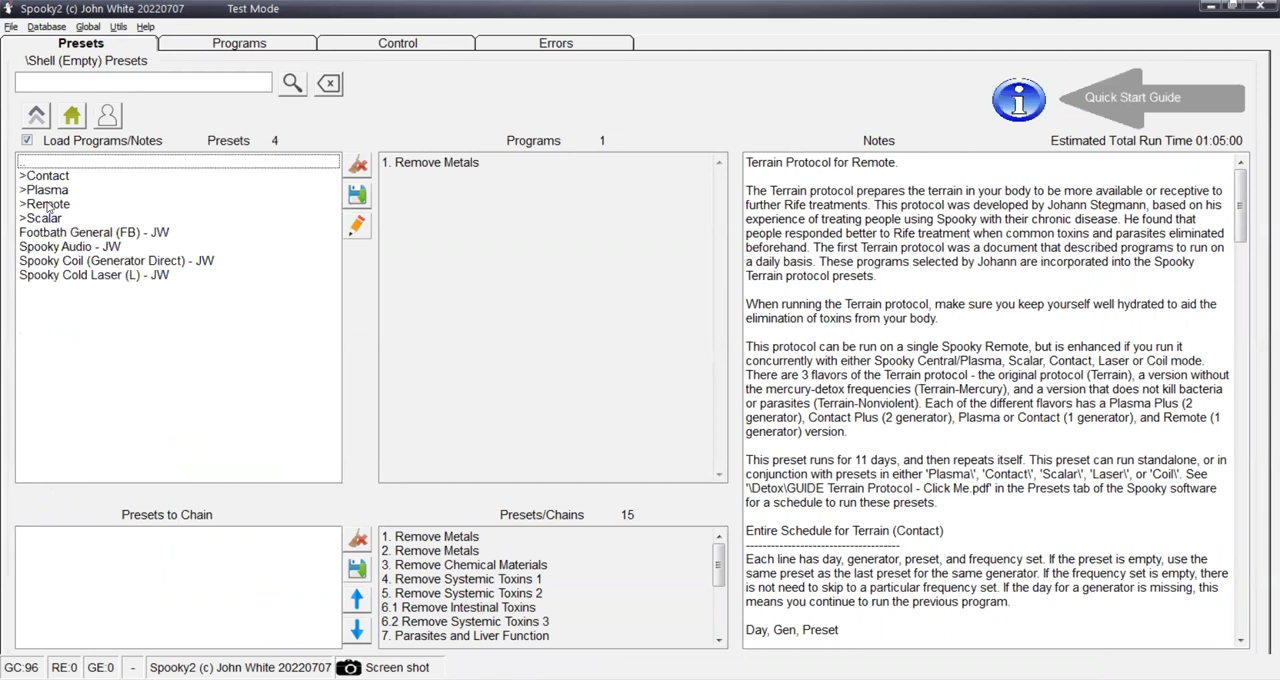 Spooky2 (c) John White 20220707 Test Mode
File Database Global Utils Help
Presets Programs Control Errors
\Shell (Empty) Presets
Quick Start Guide
Load Programs/Notes Presets 4 Programs 1 Notes Estimated Total Run Time 01:05:00
..
>Contact
>Plasma
>Remote
>Scalar
Footbath General (FB) - JW
Spooky Audio - JW
Spooky Coil (Generator Direct) - JW
Spooky Cold Laser (L) - JW
1. Remove Metals
Terrain Protocol for Remote.
The Terrain protocol prepares the terrain in your body to be more available or receptive to
further Rife treatments. This protocol was developed by Johann Stegmann, based on his
experience of treating people using Spooky with their chronic disease. He found that
people responded better to Rife treatment when common toxins and parasites eliminated
beforehand. The first Terrain protocol was a document that described programs to run on
a daily basis. These programs selected by Johann are incorporated into the Spooky
Terrain protocol presets.
When running the Terrain protocol, make sure you keep yourself well hydrated to aid the
elimination of toxins from your body.
This protocol can be run on a single Spooky Remote, but is enhanced if you run it
concurrently with either Spooky Central/Plasma, Scalar, Contact, Laser or Coil mode.
There are 3 flavors of the Terrain protocol - the original protocol (Terrain), a version without
the mercury-detox frequencies (Terrain-Mercury), and a version that does not kill bacteria
or parasites (Terrain-Nonviolent). Each of the different flavors has a Plasma Plus (2
generator), Contact Plus (2 generator), Plasma or Contact (1 generator), and Remote (1
generator) version.
This preset runs for 11 days, and then repeats itself. This preset can run standalone, or in
conjunction with presets in either 'Plasma\', 'Contact\', 'Scalar\', 'Laser\', or 'Coil\'. See
'\Detox\GUIDE Terrain Protocol - Click Me.pdf' in the Presets tab of the Spooky software
for a schedule to run these presets.
Entire Schedule for Terrain (Contact)
-------------------------------------
Each line has day, generator, preset, and frequency set. If the preset is empty, use the
same preset as the last preset for the same generator. If the frequency set is empty, there
is not need to skip to a particular frequency set. If the day for a generator is missing, this
means you continue to run the previous program.
Day, Gen, Preset
Presets to Chain Presets/Chains 15
1. Remove Metals
2. Remove Metals
3. Remove Chemical Materials
4. Remove Systemic Toxins 1
5. Remove Systemic Toxins 2
6.1 Remove Intestinal Toxins
6.2 Remove Systemic Toxins 3
7. Parasites and Liver Function
GC:96 RE:0 GE:0 - Spooky2 (c) John White 20220707 Screen shot